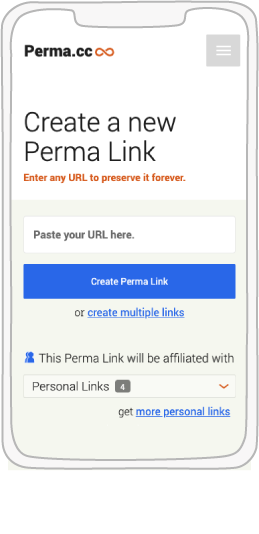 Perma.cc
Create a new
Perma Link
Enter any URL to preserve it forever.
Paste your URL here.
Create Perma Link
or create multiple links
This Perma Link will be affiliated with
Personal Links 4
get more personal links